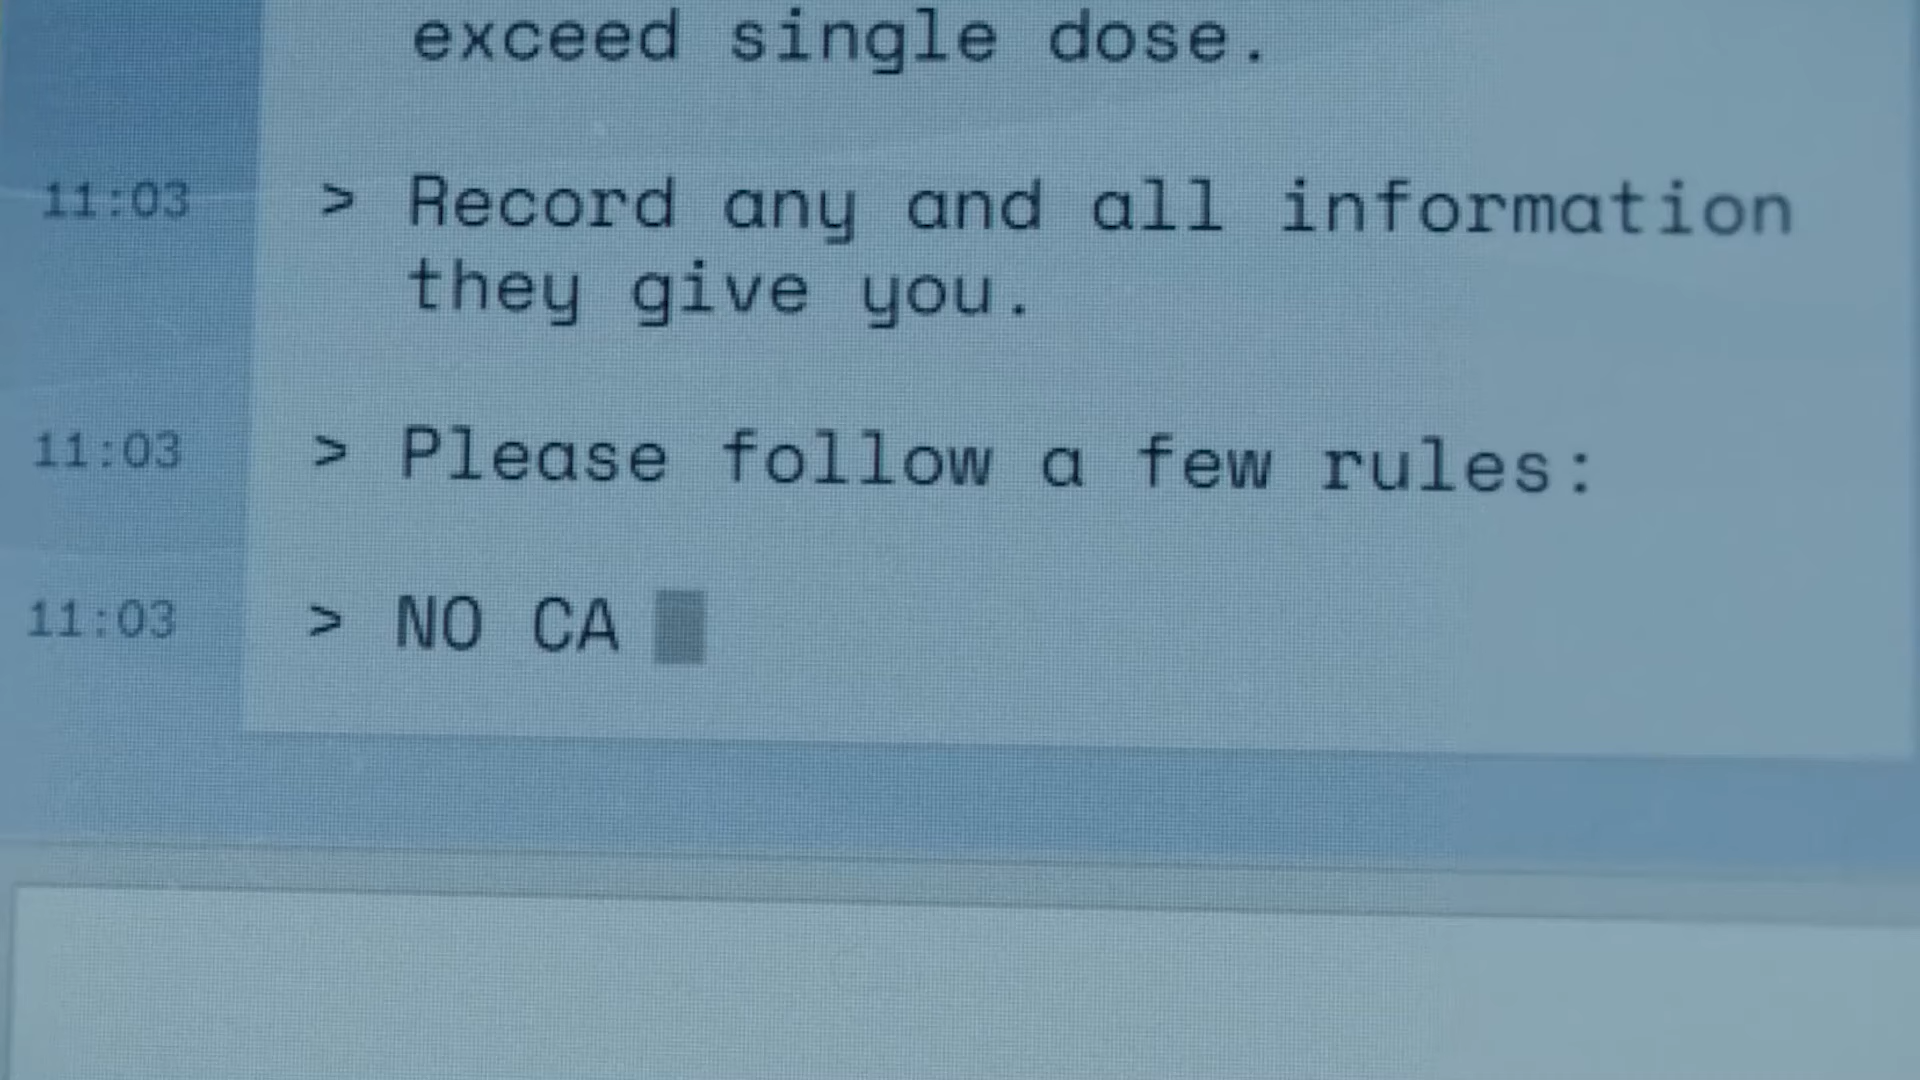 exceed single dose.
11:03 > Record any and all information
they give you.
11:03 > Please follow a few rules:
11:03 > NO CA